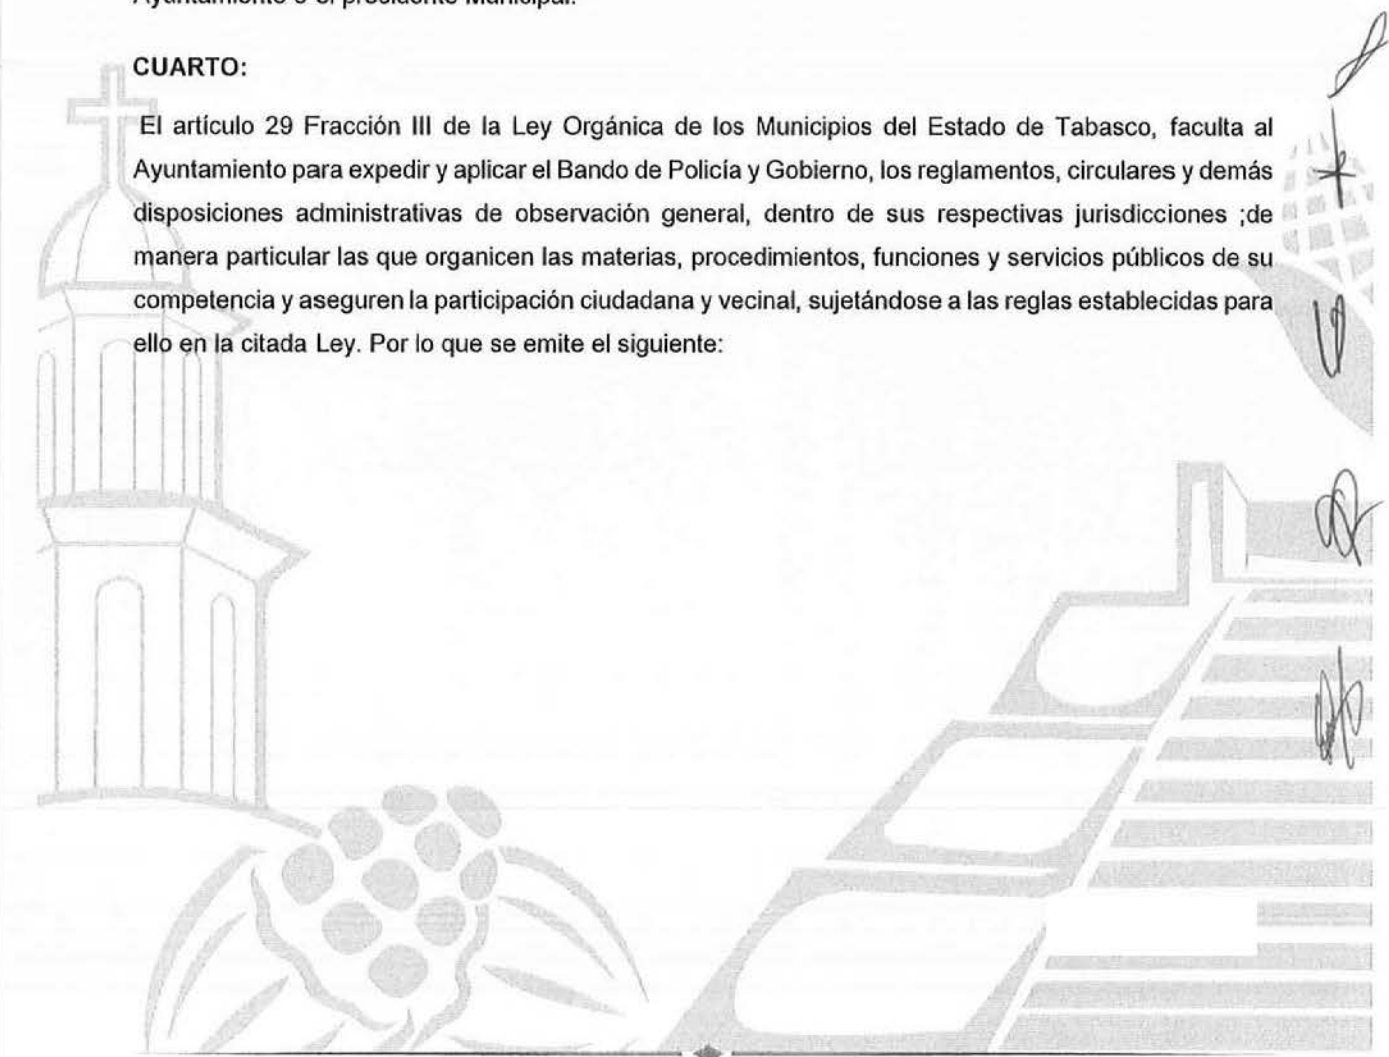 Ayuntamiento o el presidente Municipal.
CUARTO:
El artículo 29 Fracción III de la Ley Orgánica de los Municipios del Estado de Tabasco, faculta al
Ayuntamiento para expedir y aplicar el Bando de Policía y Gobierno, los reglamentos, circulares y demás
disposiciones administrativas de observación general, dentro de sus respectivas jurisdicciones ;de
manera particular las que organicen las materias, procedimientos, funciones y servicios públicos de su
competencia y aseguren la participación ciudadana y vecinal, sujetándose a las reglas establecidas para
ello en la citada Ley. Por lo que se emite el siguiente: